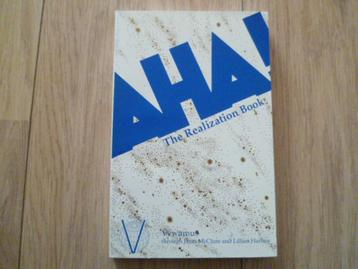 AHA!
The Realization Book
V
Vywamus
through Janet McClure and Lillian Harben